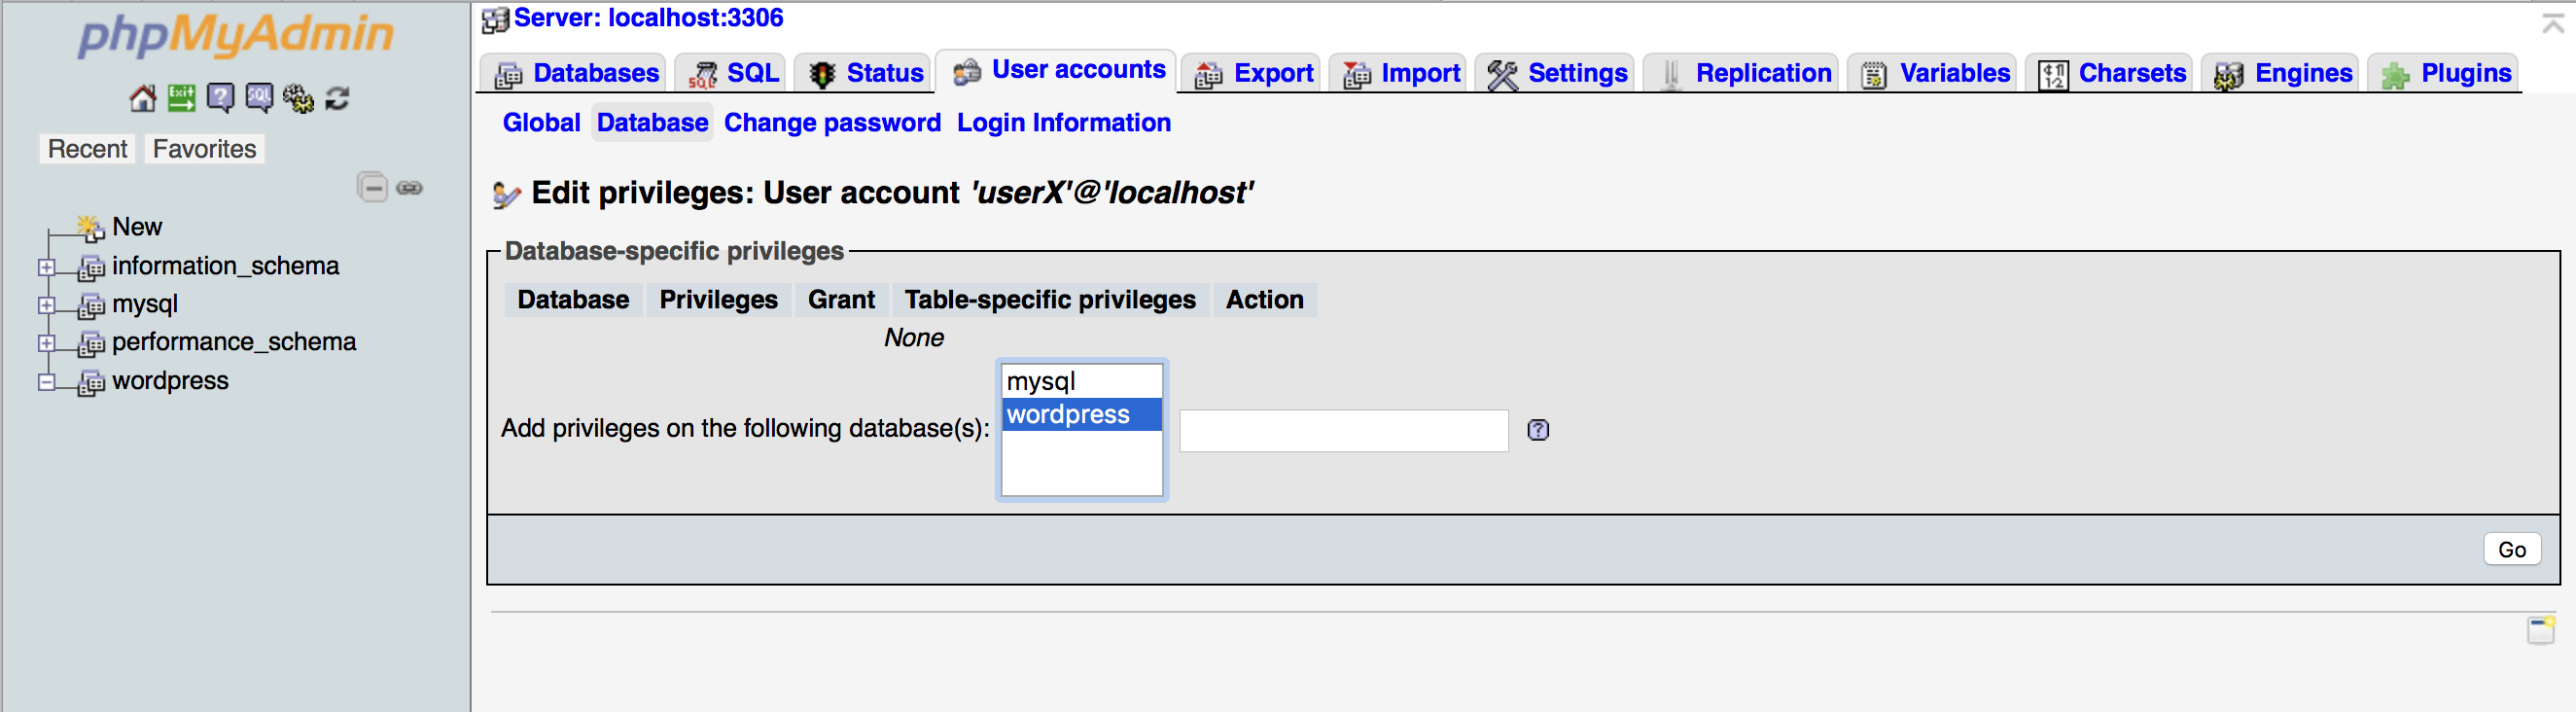 phpMyAdmin
Exit
SQL
Recent Favorites
New
information_schema
mysql
performance_schema
wordpress
Server: localhost:3306
Databases SQL Status User accounts Export Import Settings Replication Variables Charsets Engines Plugins
Global Database Change password Login Information
Edit privileges: User account 'userX'@'localhost'
Database-specific privileges
Database Privileges Grant Table-specific privileges Action
None
mysql
wordpress
Add privileges on the following database(s):
Go